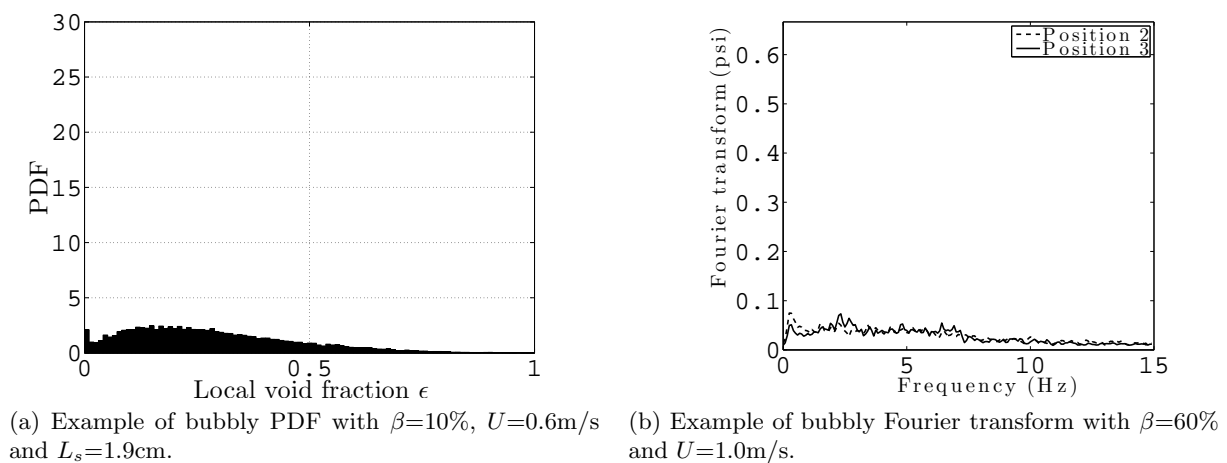 30
25
20
15
10
5
0
PDF
0 0.5 1
Local void fraction ϵ
(a) Example of bubbly PDF with β=10%, U=0.6m/s
and Lₛ=1.9cm.
Position 2
Position 3
0.6
0.5
0.4
0.3
0.2
0.1
0
Fourier transform (psi)
0 5 10 15
Frequency (Hz)
(b) Example of bubbly Fourier transform with β=60%
and U=1.0m/s.